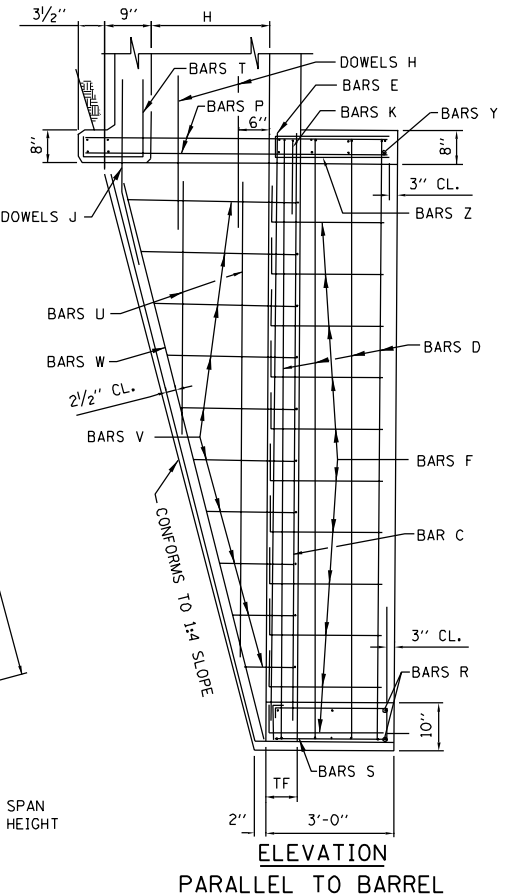 3½" 9" H
DOWELS H
BARS T
BARS E
BARS P
BARS K
BARS Y
6"
8"
8"
3" CL.
BARS Z
DOWELS J
BARS U
BARS W
BARS D
2½" CL.
BARS V
BARS F
CONFORMS TO 1:4 SLOPE
BAR C
3" CL.
BARS R
10"
BARS S
TF
SPAN
HEIGHT
2" 3'-0"
ELEVATION
PARALLEL TO BARREL